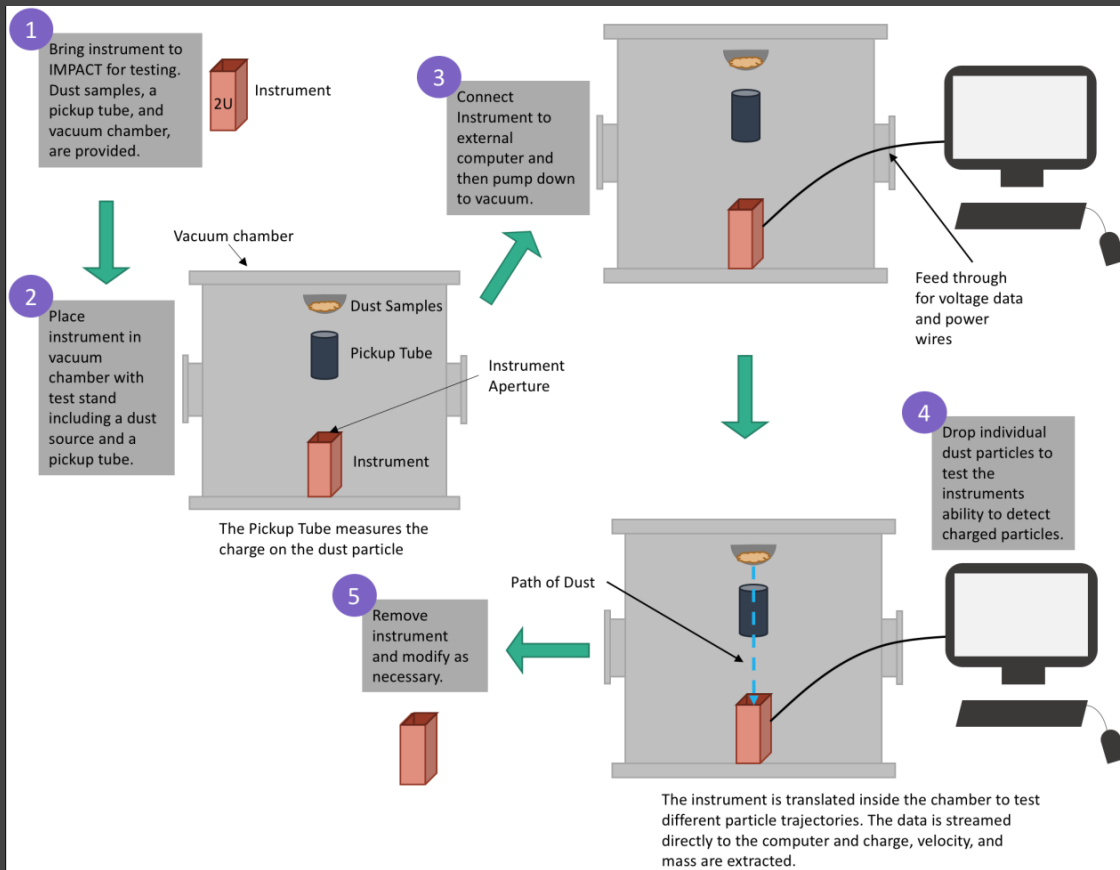 1
Bring instrument to
IMPACT for testing.
Dust samples, a
pickup tube, and
vacuum chamber,
are provided.
2U
Instrument
2
Place
instrument in
vacuum
chamber with
test stand
including a dust
source and a
pickup tube.
Vacuum chamber
Dust Samples
Pickup Tube
Instrument
Aperture
Instrument
The Pickup Tube measures the
charge on the dust particle
3
Connect
Instrument to
external
computer and
then pump down
to vacuum.
Feed through
for voltage data
and power
wires
4
Drop individual
dust particles to
test the
instruments
ability to detect
charged particles.
Path of Dust
The instrument is translated inside the chamber to test
different particle trajectories. The data is streamed
directly to the computer and charge, velocity, and
mass are extracted.
5
Remove
instrument
and modify as
necessary.